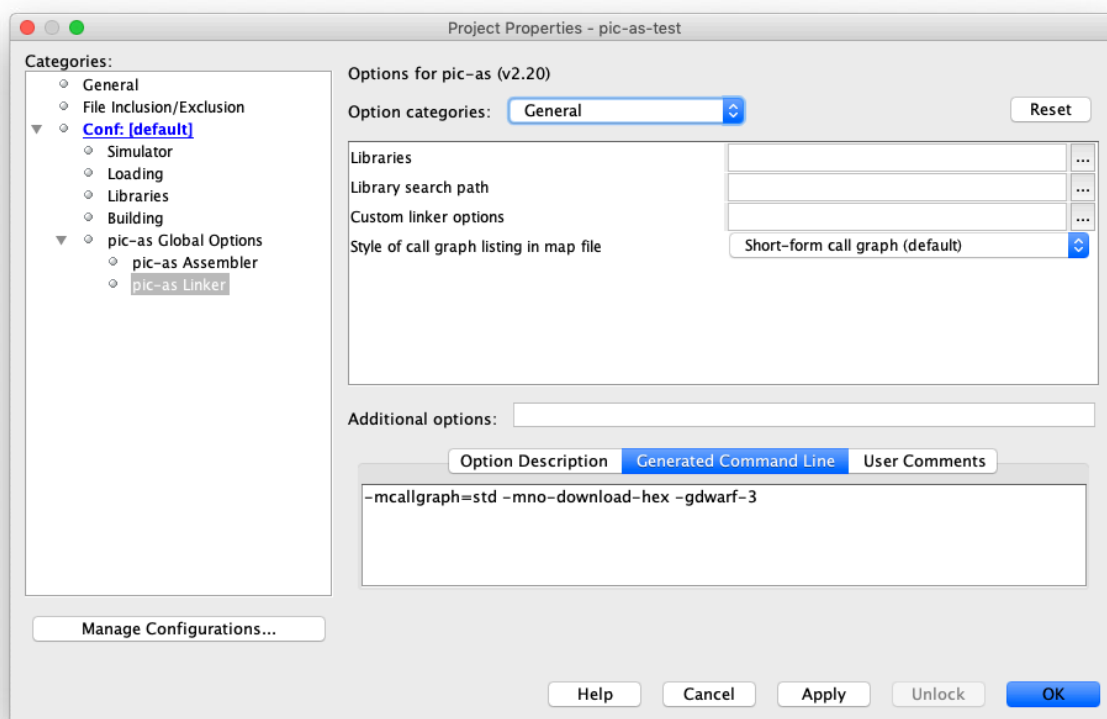 Project Properties - pic-as-test
Categories:
General
File Inclusion/Exclusion
Conf: [default]
Simulator
Loading
Libraries
Building
pic-as Global Options
pic-as Assembler
pic-as Linker
Manage Configurations...
Options for pic-as (v2.20)
Option categories: General Reset
Libraries ...
Library search path ...
Custom linker options ...
Style of call graph listing in map file Short-form call graph (default)
Additional options:
Option Description Generated Command Line User Comments
-mcallgraph=std -mno-download-hex -gdwarf-3
Help Cancel Apply Unlock OK